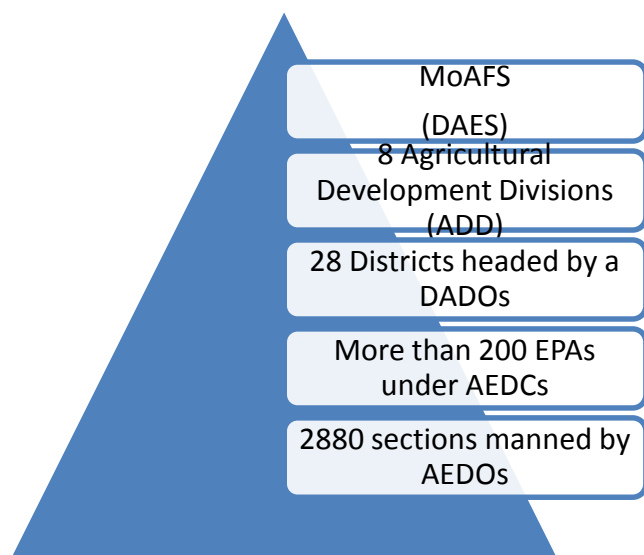 MoAFS
(DAES)
8 Agricultural
Development Divisions
(ADD)
28 Districts headed by a
DADOs
More than 200 EPAs
under AEDCs
2880 sections manned by
AEDOs